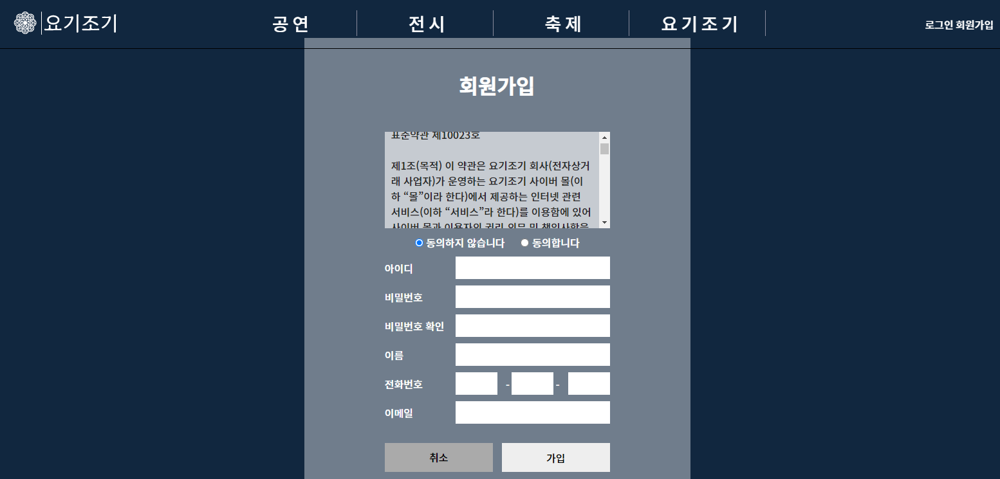 요기조기
공연
전시
축제
요기조기
로그인 회원가입
회원가입
표준약관 제10023호
제1조(목적) 이 약관은 요기조기 회사(전자상거
래 사업자)가 운영하는 요기조기 사이버 몰(이
하 “몰”이라 한다)에서 제공하는 인터넷 관련
서비스(이하 “서비스”라 한다)를 이용함에 있어
사이버 몰과 이용자의 권리·의무 및 책임사항을
동의하지 않습니다 동의합니다
아이디
비밀번호
비밀번호 확인
이름
전화번호 - -
이메일
취소 가입